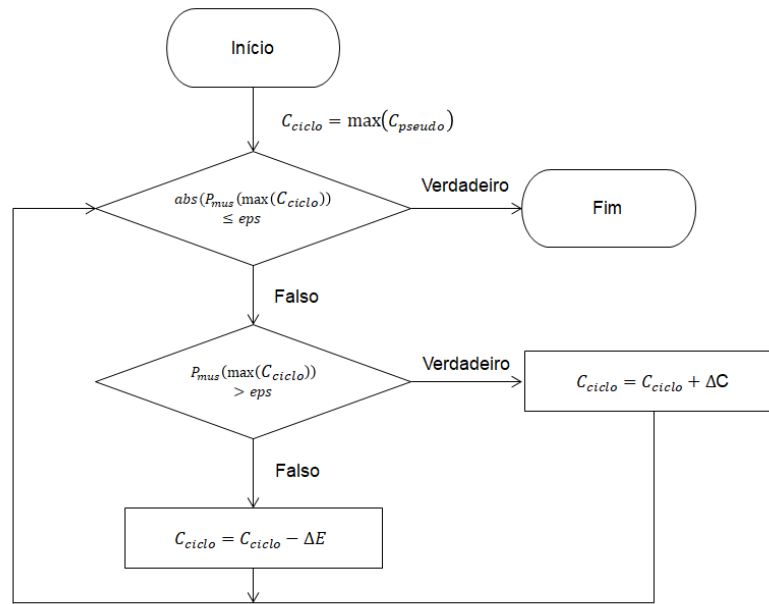 Início
C_ciclo = max(C_pseudo)
Verdadeiro
abs(P_mus(max(C_ciclo))
≤ eps
Fim
Falso
Verdadeiro
P_mus(max(C_ciclo))
> eps
C_ciclo = C_ciclo + ΔC
Falso
C_ciclo = C_ciclo − ΔE